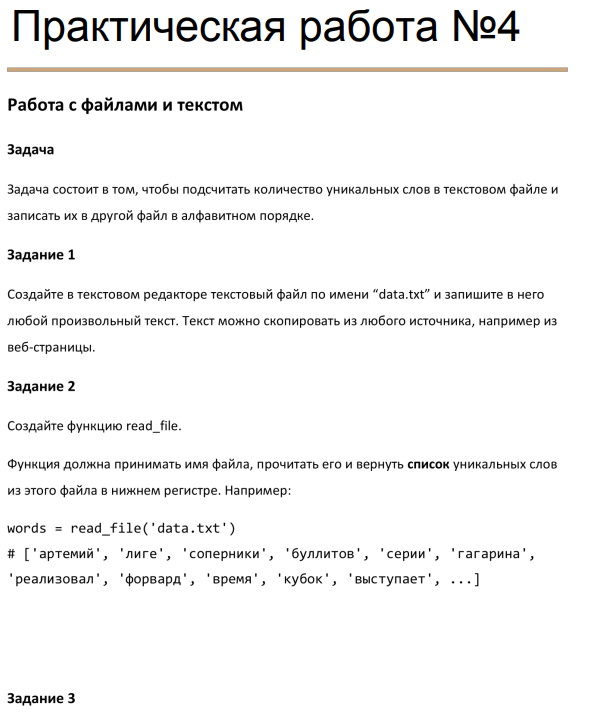 Практическая работа №4
Работа с файлами и текстом
Задача
Задача состоит в том, чтобы подсчитать количество уникальных слов в текстовом файле и
записать их в другой файл в алфавитном порядке.
Задание 1
Создайте в текстовом редакторе текстовый файл по имени “data.txt” и запишите в него
любой произвольный текст. Текст можно скопировать из любого источника, например из
веб-страницы.
Задание 2
Создайте функцию read_file.
Функция должна принимать имя файла, прочитать его и вернуть список уникальных слов
из этого файла в нижнем регистре. Например:
words = read_file('data.txt')
# ['артемий', 'лиге', 'соперники', 'буллитов', 'серии', 'гагарина',
'реализовал', 'форвард', 'время', 'кубок', 'выступает', ...]
Задание 3